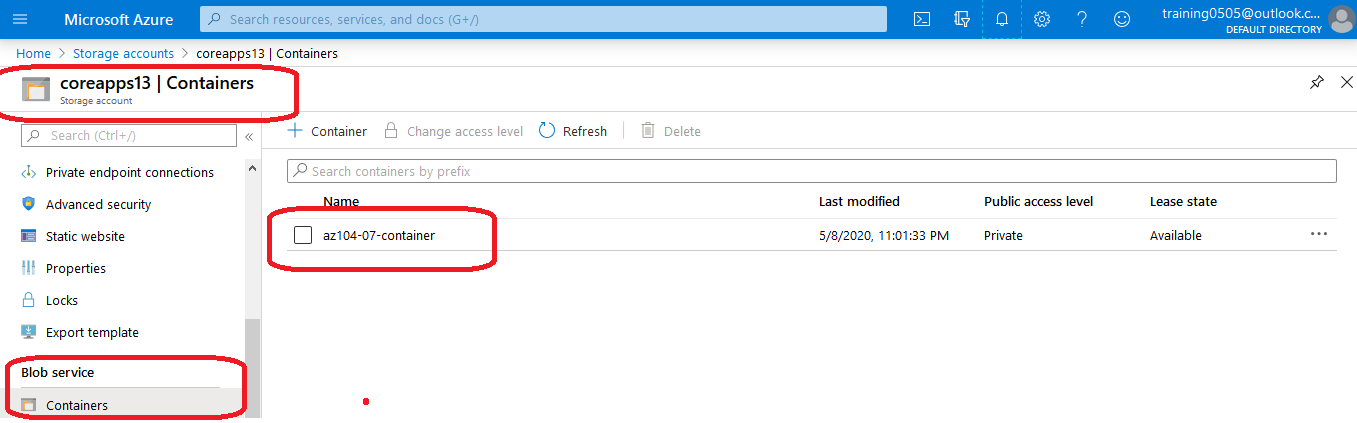 Microsoft Azure
Search resources, services, and docs (G+/)
training0505@outlook.c...
DEFAULT DIRECTORY
Home > Storage accounts > coreapps13 | Containers
coreapps13 | Containers
Storage account
Search (Ctrl+/)
«
+ Container
Change access level
Refresh
Delete
Private endpoint connections
Advanced security
Static website
Properties
Locks
Export template
Blob service
Containers
Search containers by prefix
Name Last modified Public access level Lease state
az104-07-container 5/8/2020, 11:01:33 PM Private Available ...